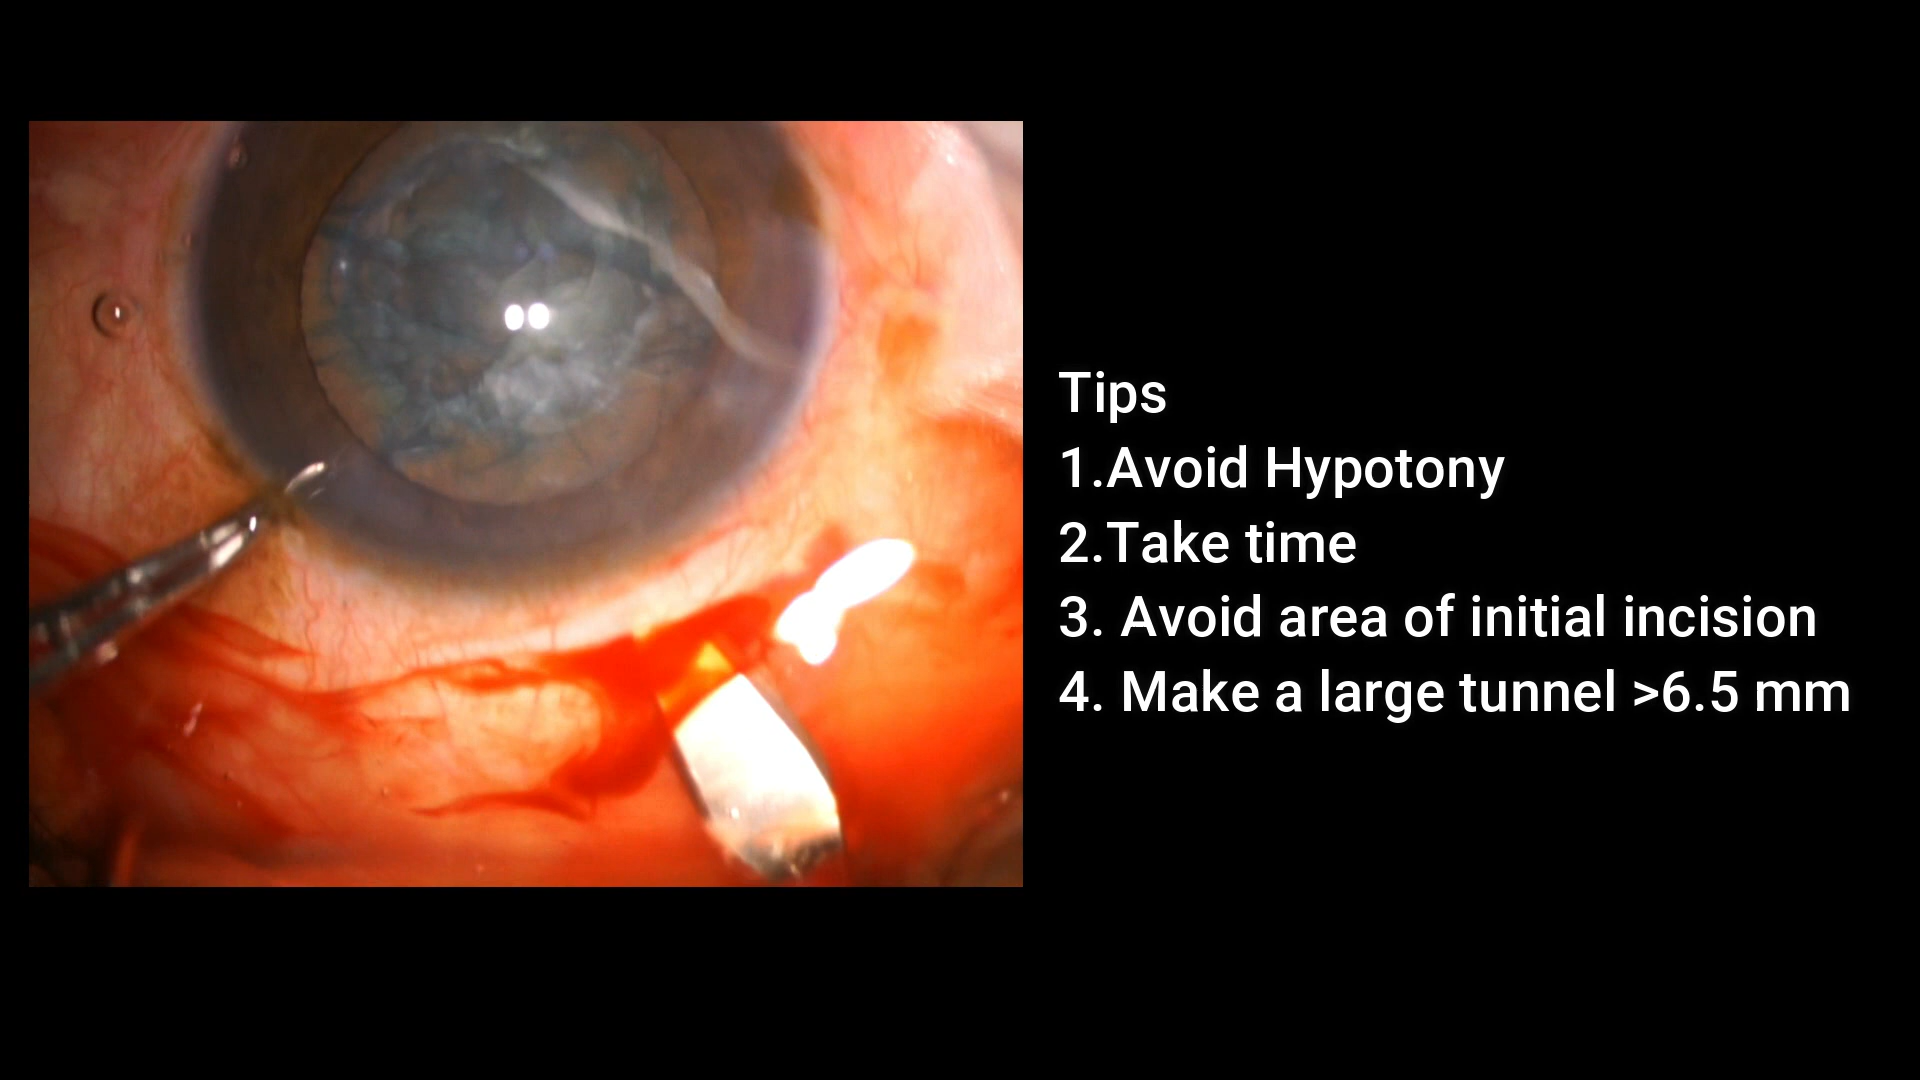 Tips
1.Avoid Hypotony
2.Take time
3. Avoid area of initial incision
4. Make a large tunnel >6.5 mm